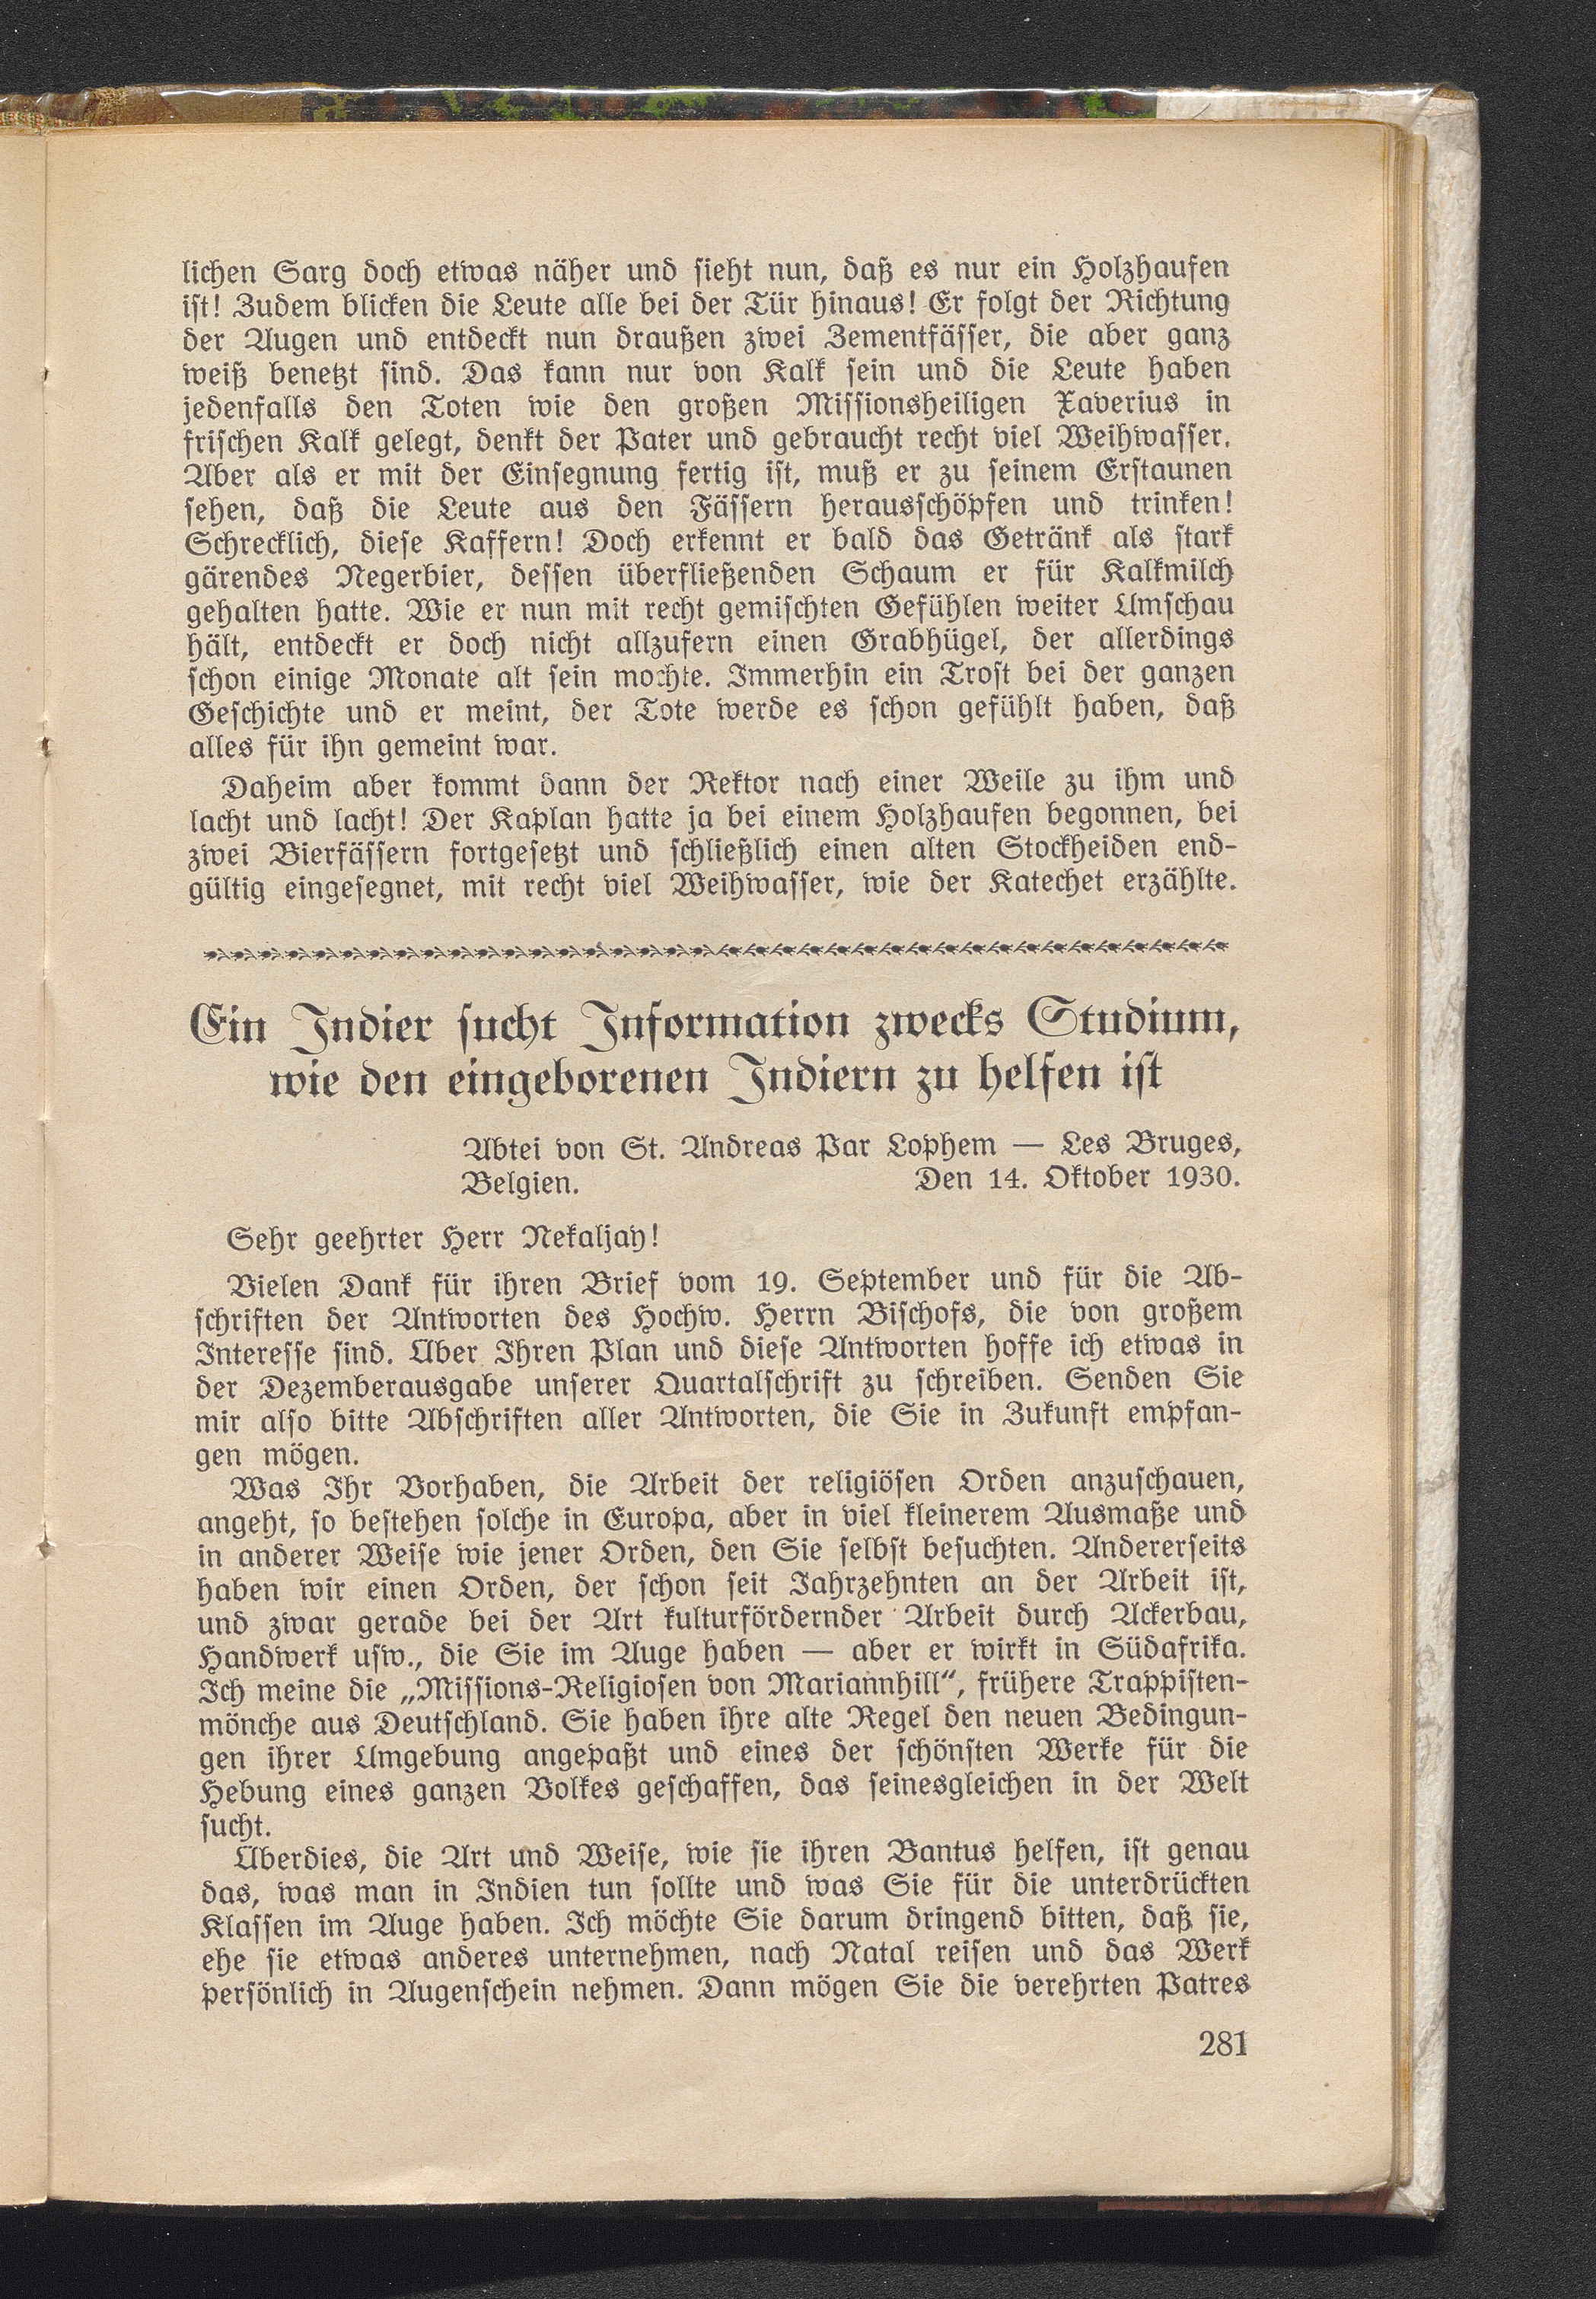 lichen Sarg doch etwas näher und sieht nun, daß es nur ein Holzhaufen
ist! Zudem blicken die Leute alle bei der Tür hinaus! Er folgt der Richtung
der Augen und entdeckt nun draußen zwei Zementfässer, die aber ganz
weiß benetzt sind. Das kann nur von Kalk sein und die Leute haben
jedenfalls den Toten wie den großen Missionsheiligen Xaverius in
frischen Kalk gelegt, denkt der Pater und gebraucht recht viel Weihwasser.
Aber als er mit der Einsegnung fertig ist, muß er zu seinem Erstaunen
sehen, daß die Leute aus den Fässern herausschöpfen und trinken!
Schrecklich, diese Kaffern! Doch erkennt er bald das Getränk als stark
gärendes Negerbier, dessen überfließenden Schaum er für Kalkmilch
gehalten hatte. Wie er nun mit recht gemischten Gefühlen weiter Umschau
hält, entdeckt er doch nicht allzufern einen Grabhügel, der allerdings
schon einige Monate alt sein mochte. Immerhin ein Trost bei der ganzen
Geschichte und er meint, der Tote werde es schon gefühlt haben, daß
alles für ihn gemeint war.
Daheim aber kommt dann der Rektor nach einer Weile zu ihm und
lacht und lacht! Der Kaplan hatte ja bei einem Holzhaufen begonnen, bei
zwei Bierfässern fortgesetzt und schließlich einen alten Stockheiden end-
gültig eingesegnet, mit recht viel Weihwasser, wie der Katechet erzählte.
Ein Indier sucht Information zwecks Studium,
wie den eingeborenen Indiern zu helfen ist
Abtei von St. Andreas Par Lophem — Les Bruges,
Belgien. Den 14. Oktober 1930.
Sehr geehrter Herr Nekaljay!
Vielen Dank für ihren Brief vom 19. September und für die Ab-
schriften der Antworten des Hochw. Herrn Bischofs, die von großem
Interesse sind. Über Ihren Plan und diese Antworten hoffe ich etwas in
der Dezemberausgabe unserer Quartalschrift zu schreiben. Senden Sie
mir also bitte Abschriften aller Antworten, die Sie in Zukunft empfan-
gen mögen.
Was Ihr Vorhaben, die Arbeit der religiösen Orden anzuschauen,
angeht, so bestehen solche in Europa, aber in viel kleinerem Ausmaße und
in anderer Weise wie jener Orden, den Sie selbst besuchten. Andererseits
haben wir einen Orden, der schon seit Jahrzehnten an der Arbeit ist,
und zwar gerade bei der Art kulturfördernder Arbeit durch Ackerbau,
Handwerk usw., die Sie im Auge haben — aber er wirkt in Südafrika.
Ich meine die „Missions-Religiosen von Mariannhill“, frühere Trappisten-
mönche aus Deutschland. Sie haben ihre alte Regel den neuen Bedingun-
gen ihrer Umgebung angepaßt und eines der schönsten Werke für die
Hebung eines ganzen Volkes geschaffen, das seinesgleichen in der Welt
sucht.
Überdies, die Art und Weise, wie sie ihren Bantus helfen, ist genau
das, was man in Indien tun sollte und was Sie für die unterdrückten
Klassen im Auge haben. Ich möchte Sie darum dringend bitten, daß sie,
ehe sie etwas anderes unternehmen, nach Natal reisen und das Werk
persönlich in Augenschein nehmen. Dann mögen Sie die verehrten Patres
281